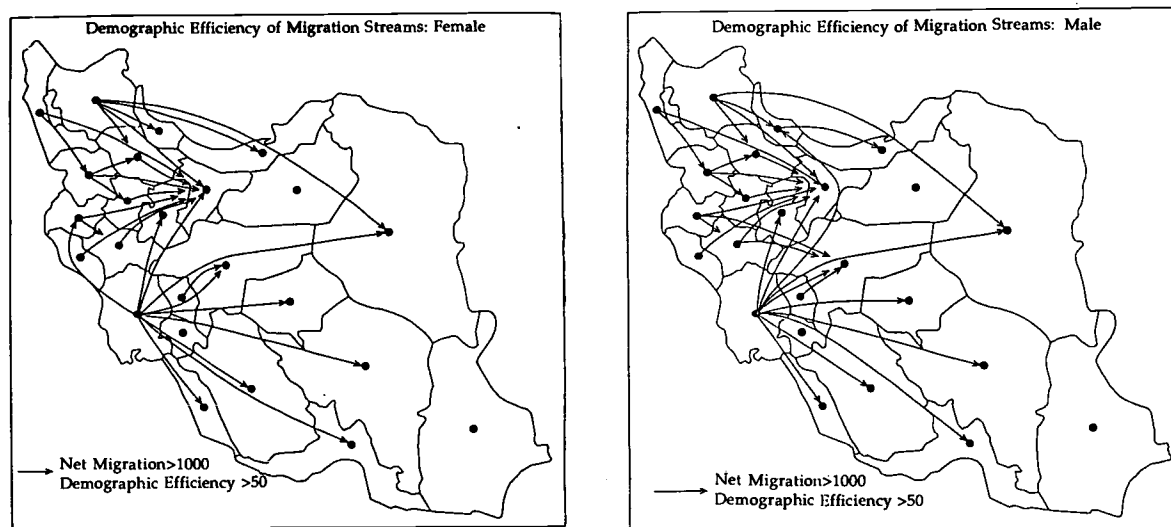 Demographic Efficiency of Migration Streams: Female
Net Migration>1000
Demographic Efficiency >50
Demographic Efficiency of Migration Streams: Male
Net Migration>1000
Demographic Efficiency >50